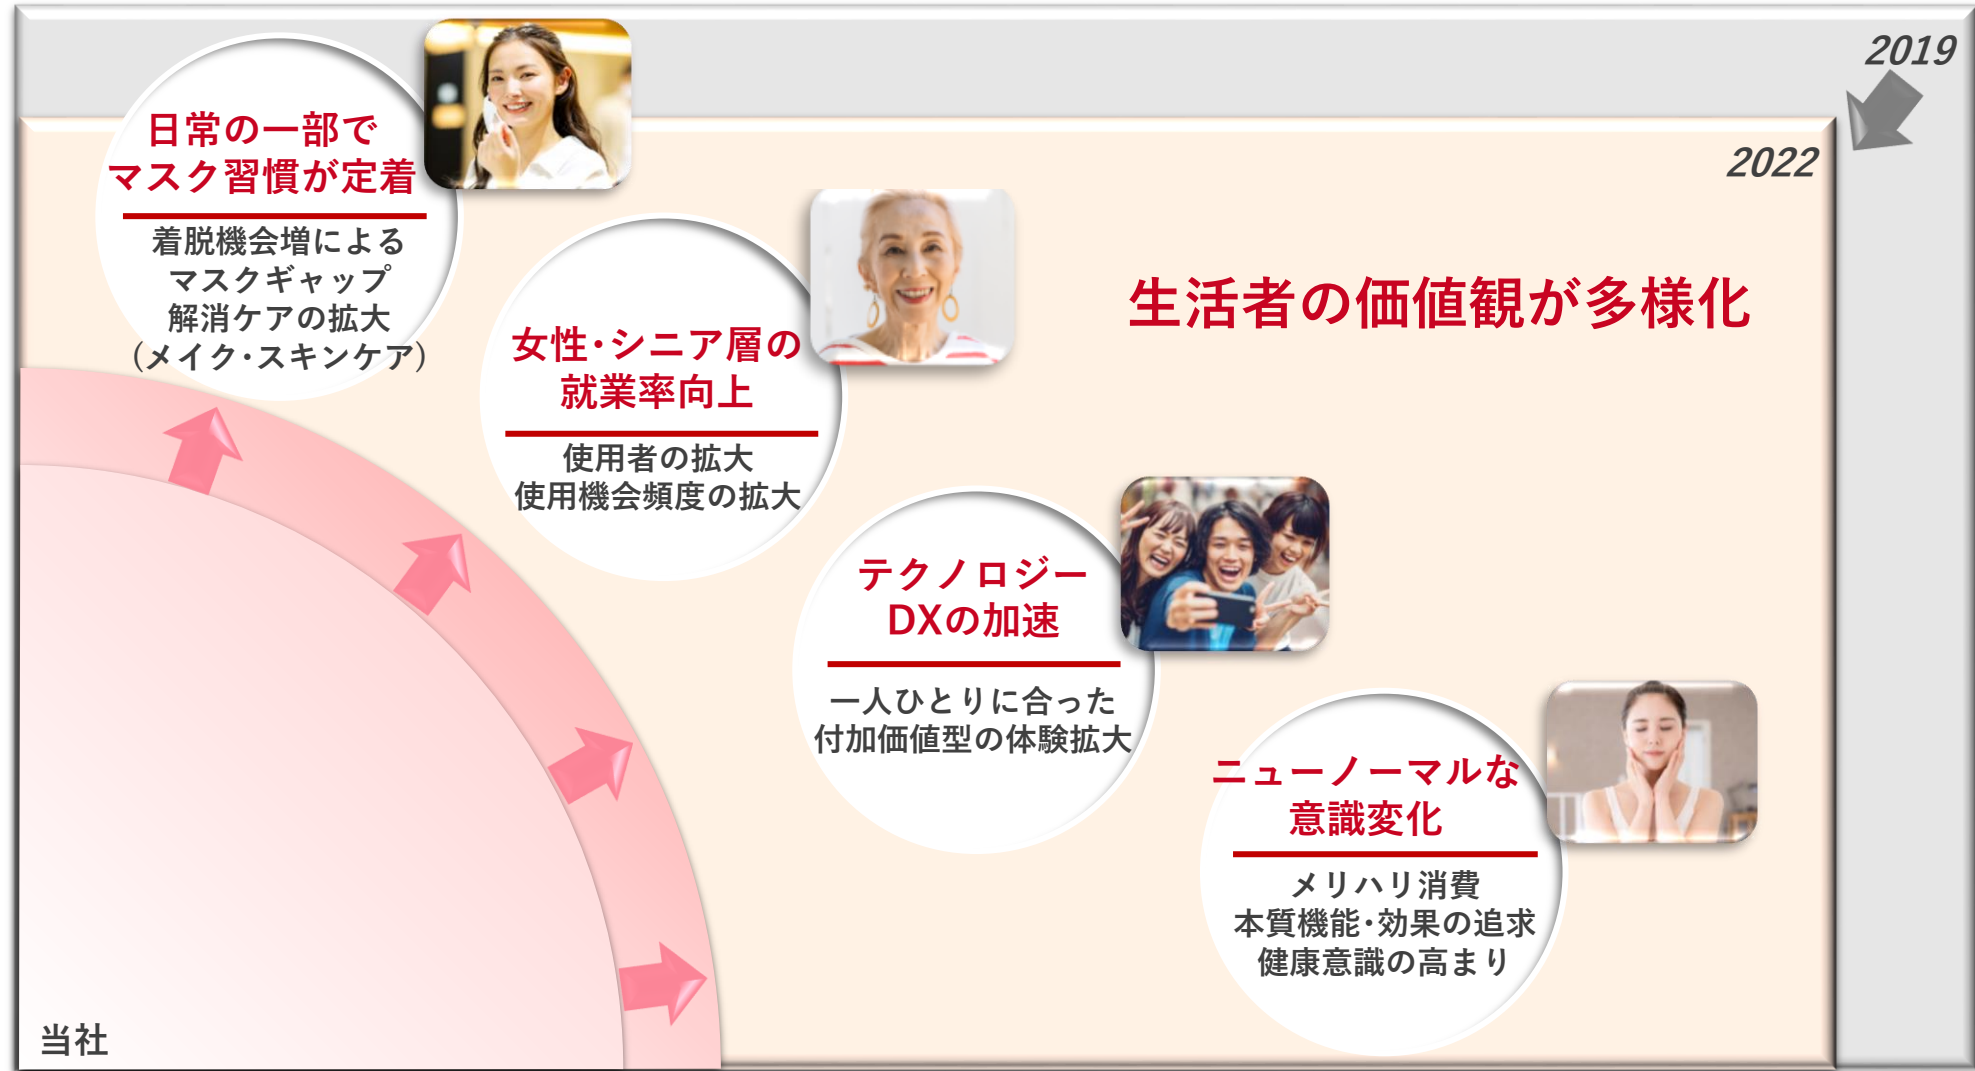 2019
2022
日常の一部で
マスク習慣が定着
着脱機会増による
マスクギャップ
解消ケアの拡大
(メイク･スキンケア)
生活者の価値観が多様化
女性･シニア層の
就業率向上
使用者の拡大
使用機会頻度の拡大
テクノロジー
DXの加速
一人ひとりに合った
付加価値型の体験拡大
ニューノーマルな
意識変化
メリハリ消費
本質機能･効果の追求
健康意識の高まり
当社